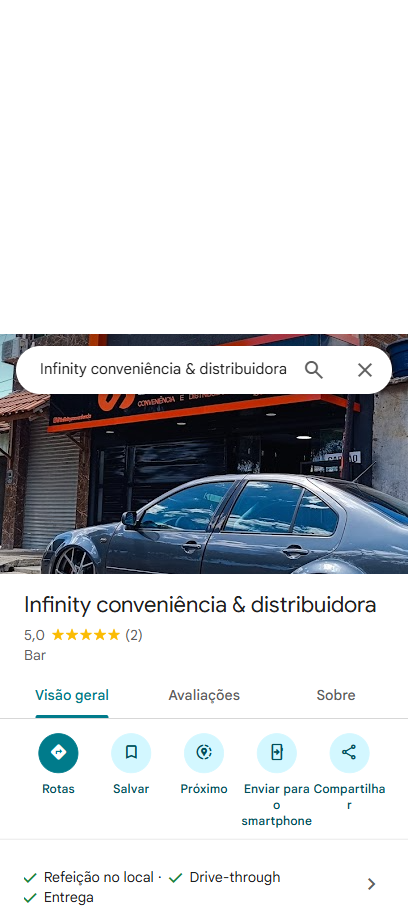 Infinity conveniência & distribuidora
CONVENIÊNCIA E
Infinity conveniência & distribuidora
5,0 (2)
Bar
Visão geral Avaliações Sobre
Rotas Salvar Próximo Enviar para o smartphone Compartilhar
Refeição no local · Drive-through
Entrega